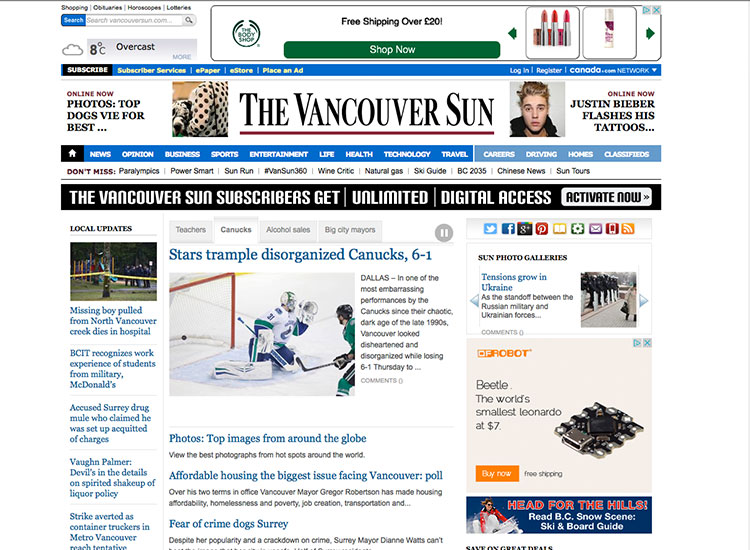 Shopping | Obituaries | Horoscopes | Lotteries
Search Search vancouversun.com...
8°C Overcast
MORE
THE BODY SHOP
Free Shipping Over £20!
Shop Now
SUBSCRIBE Subscriber Services | ePaper | eStore | Place an Ad
Log In | Register | canada.com NETWORK
ONLINE NOW
PHOTOS: TOP
DOGS VIE FOR
BEST ...
THE VANCOUVER SUN
ONLINE NOW
JUSTIN BIEBER
FLASHES HIS
TATTOOS...
NEWS OPINION BUSINESS SPORTS ENTERTAINMENT LIFE HEALTH TECHNOLOGY TRAVEL CAREERS DRIVING HOMES CLASSIFIEDS
DON'T MISS: Paralympics | Power Smart | Sun Run | #VanSun360 | Wine Critic | Natural gas | Ski Guide | BC 2035 | Chinese News | Sun Tours
THE VANCOUVER SUN SUBSCRIBERS GET | UNLIMITED | DIGITAL ACCESS ACTIVATE NOW »
LOCAL UPDATES
Missing boy pulled
from North Vancouver
creek dies in hospital
BCIT recognizes work
experience of students
from military,
McDonald's
Accused Surrey drug
mule who claimed he
was set up acquitted
of charges
Vaughn Palmer:
Devil's in the details
on spirited shakeup of
liquor policy
Strike averted as
container truckers in
Metro Vancouver
reach tentative
Teachers Canucks Alcohol sales Big city mayors
Stars trample disorganized Canucks, 6-1
DALLAS – In one of the
most embarrassing
performances by the
Canucks since their chaotic,
dark age of the late 1990s,
Vancouver looked
disheartened and
disorganized while losing
6-1 Thursday to ...
COMMENTS ()
Photos: Top images from around the globe
View the best photographs from hot spots around the world.
Affordable housing the biggest issue facing Vancouver: poll
Over his two terms in office Vancouver Mayor Gregor Robertson has made housing
affordability, homelessness and poverty, job creation, transportation and...
Fear of crime dogs Surrey
Despite her popularity and a crackdown on crime, Surrey Mayor Dianne Watts can't
SUN PHOTO GALLERIES
Tensions grow in
Ukraine
As the standoff between the
Russian military and
Ukrainian forces...
COMMENTS ()
DFROBOT
Beetle.
The world's
smallest leonardo
at $7.
Buy now free shipping
HEAD FOR THE HILLS!
Read B.C. Snow Scene:
Ski & Board Guide
SAVE ON GREAT DEALS